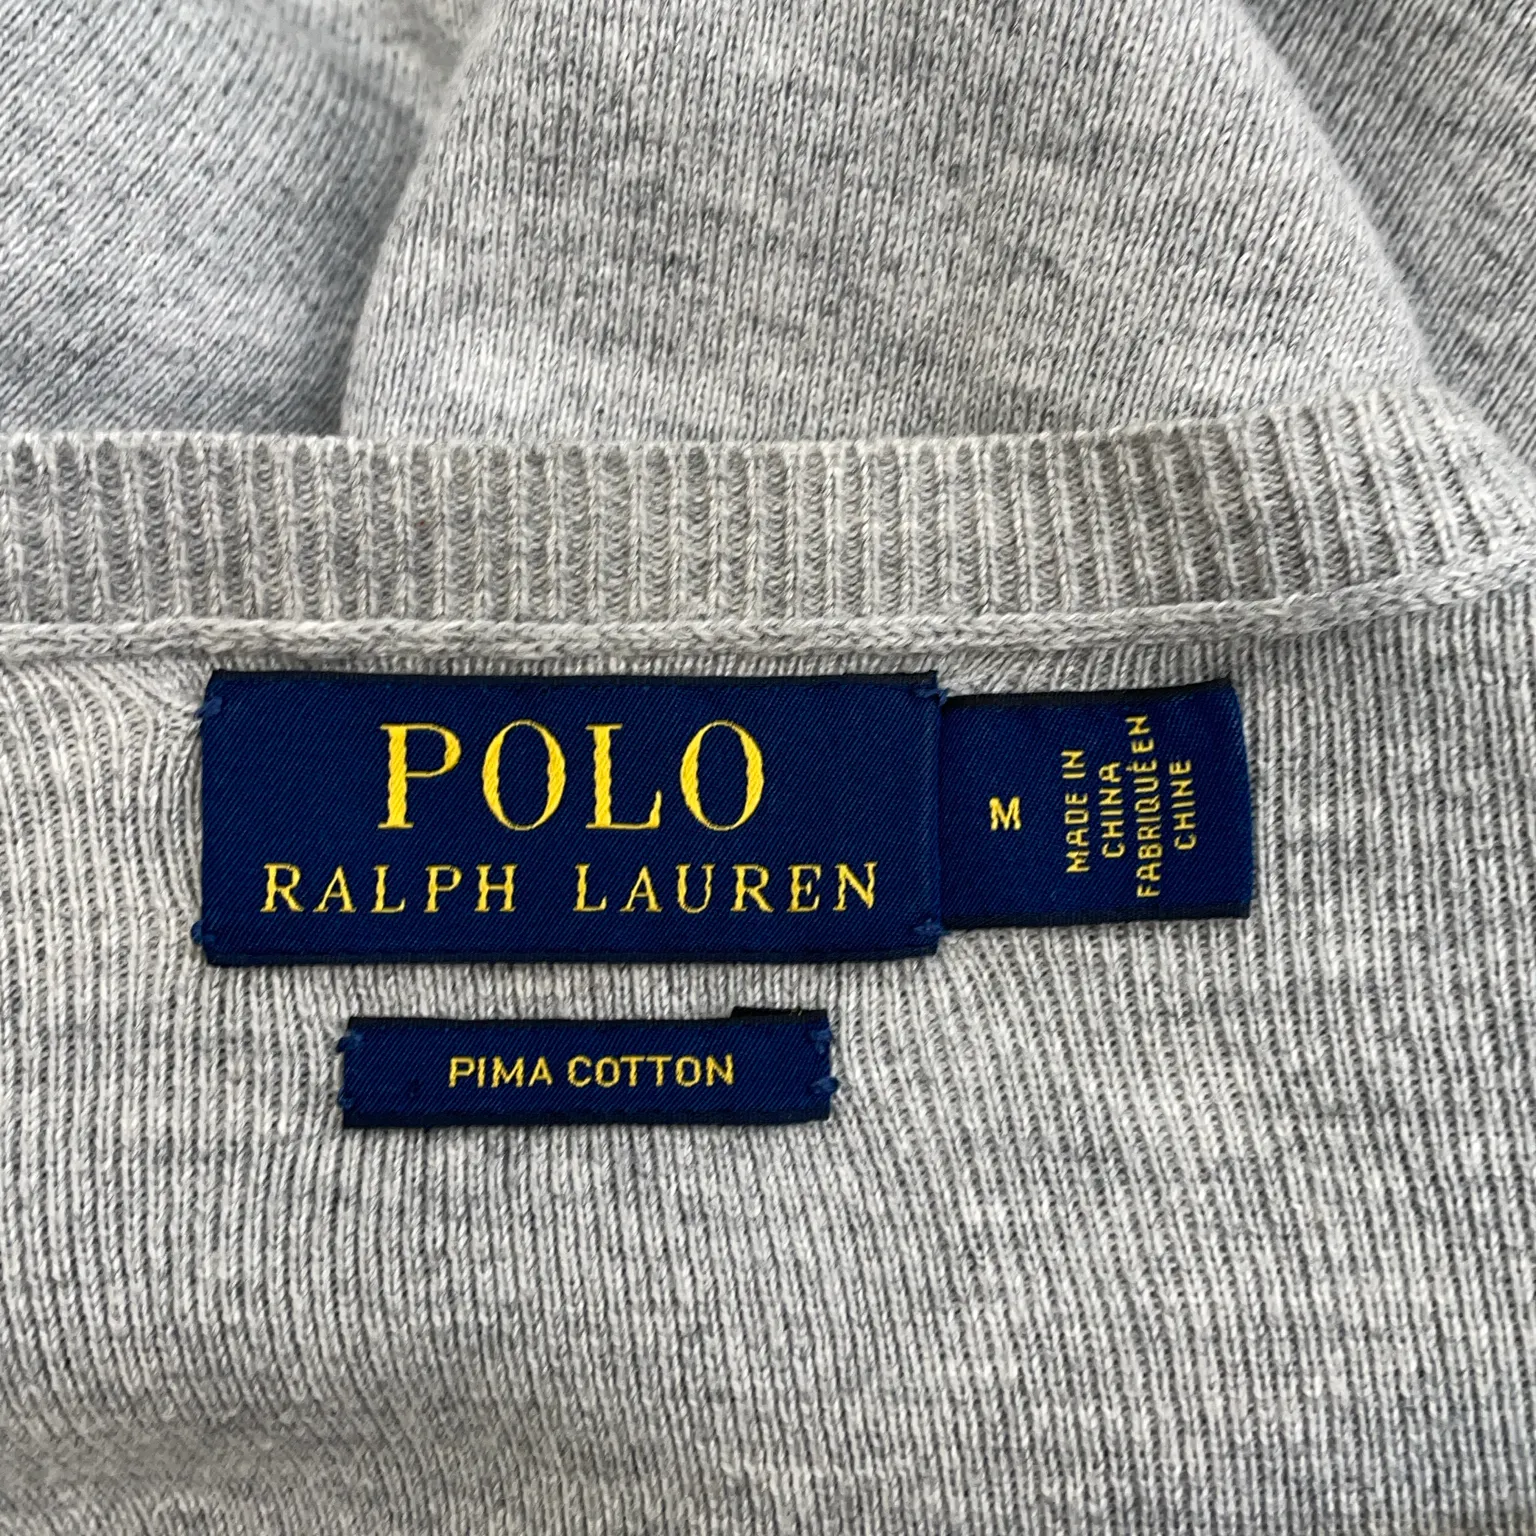 POLO
RALPH LAUREN
M
MADE IN
CHINA
FABRIQUÉ EN
CHINE
PIMA COTTON